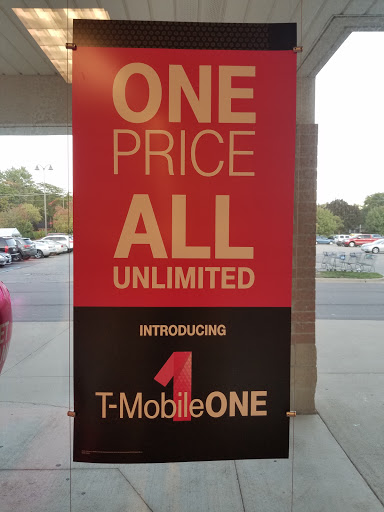 ONE
PRICE
ALL
UNLIMITED
INTRODUCING
1
T-MobileONE